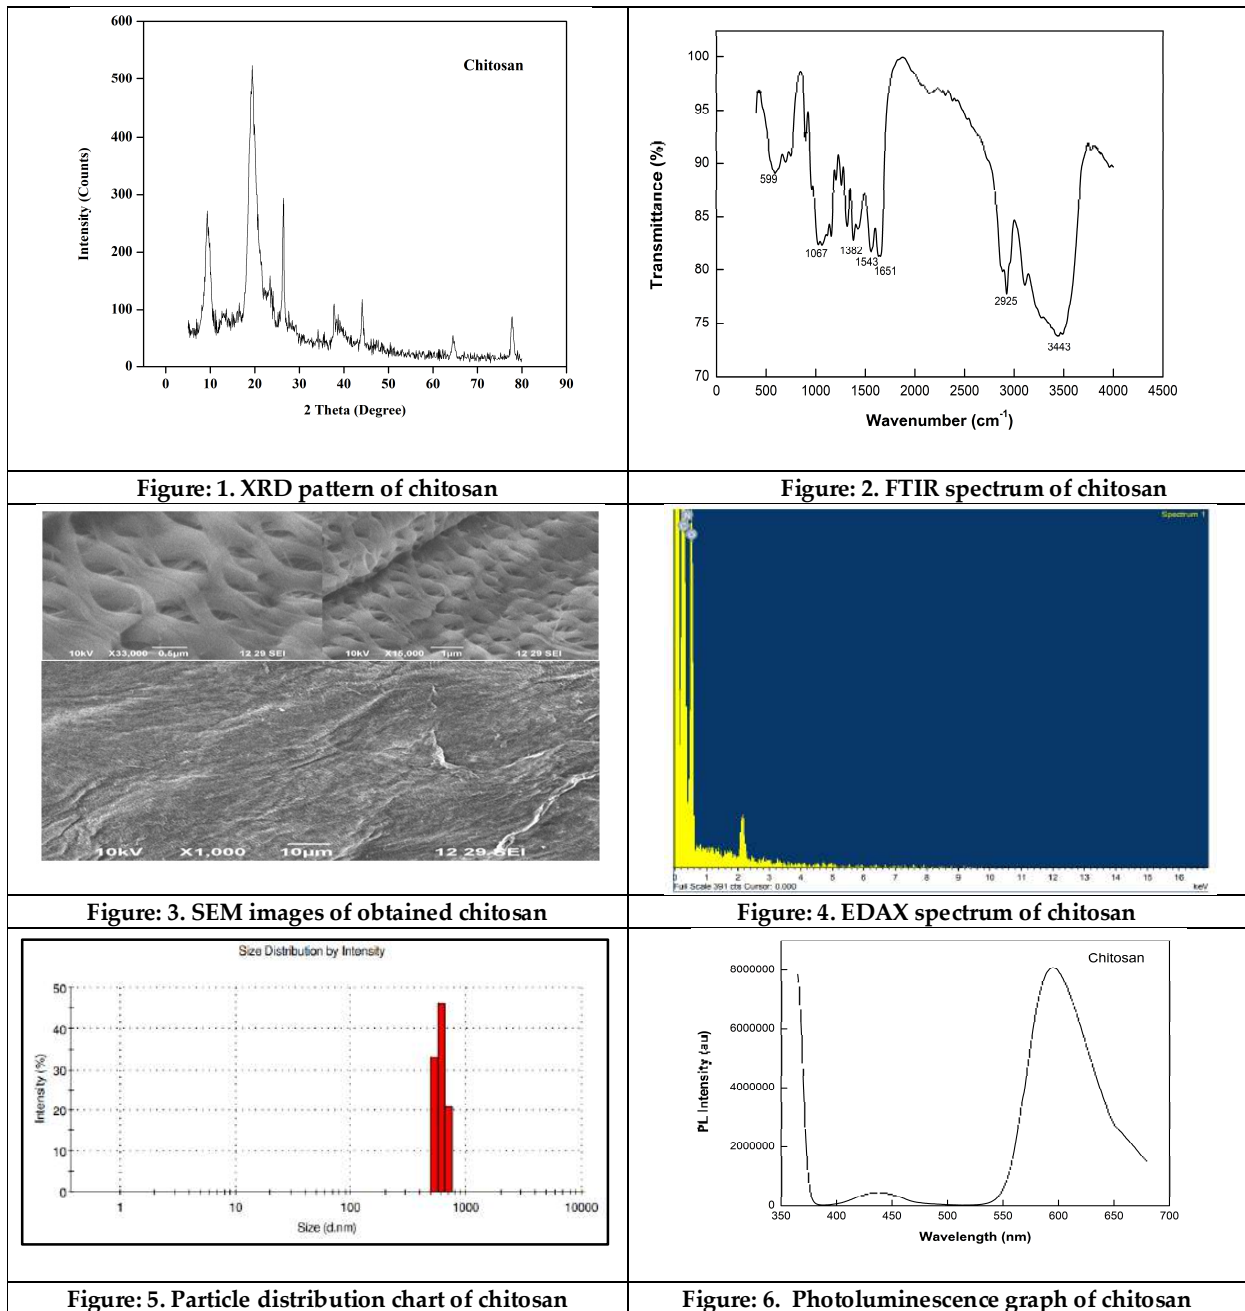 600
500
400
300
200
100
0
Intensity (Counts)
Chitosan
0 10 20 30 40 50 60 70 80 90
2 Theta (Degree)
100
95
90
85
80
75
70
Transmittance (%)
599
1067
1382
1543
1651
2925
3443
0 500 1000 1500 2000 2500 3000 3500 4000 4500
Wavenumber (cm-1)
Figure: 1. XRD pattern of chitosan
Figure: 2. FTIR spectrum of chitosan
10kV X33,000 0.5µm 12 29 SEI
10kV X15,000 1µm 12 29 SEI
10kV X1,000 10µm 12 29 SEI
Spectrum 1
0 1 2 3 4 5 6 7 8 9 10 11 12 13 14 15 16
Full Scale 391 cts Cursor: 0.000
keV
Figure: 3. SEM images of obtained chitosan
Figure: 4. EDAX spectrum of chitosan
Size Distribution by Intensity
50
40
30
20
10
0
Intensity (%)
1 10 100 1000 10000
Size (d.nm)
Chitosan
8000000
6000000
4000000
2000000
0
PL Intensity (au)
350 400 450 500 550 600 650 700
Wavelength (nm)
Figure: 5. Particle distribution chart of chitosan
Figure: 6. Photoluminescence graph of chitosan